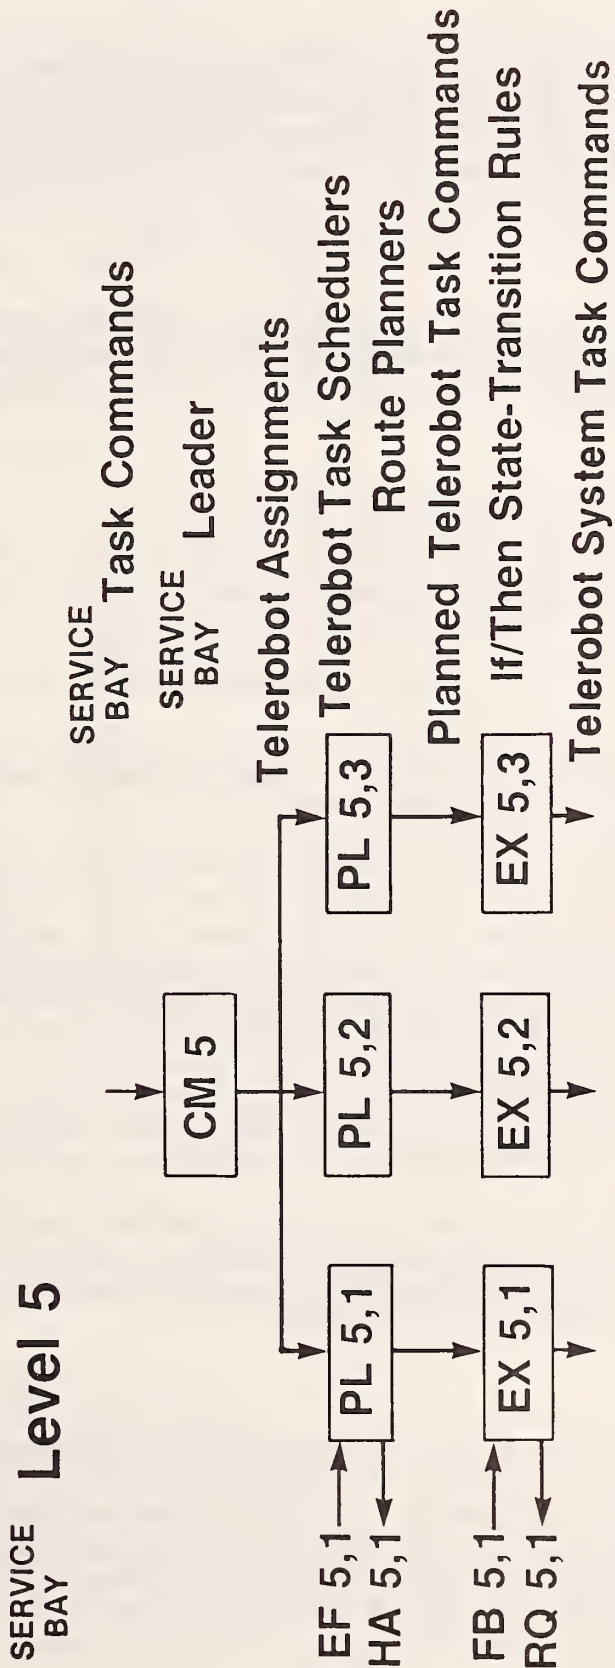 SERVICE
BAY Level 5
SERVICE
BAY Task Commands
CM 5
SERVICE
BAY Leader
Telerobot Assignments
EF 5,1
HA 5,1
PL 5,1
PL 5,2
PL 5,3
Telerobot Task Schedulers
Route Planners
Planned Telerobot Task Commands
FB 5,1
RQ 5,1
EX 5,1
EX 5,2
EX 5,3
If/Then State-Transition Rules
Telerobot System Task Commands